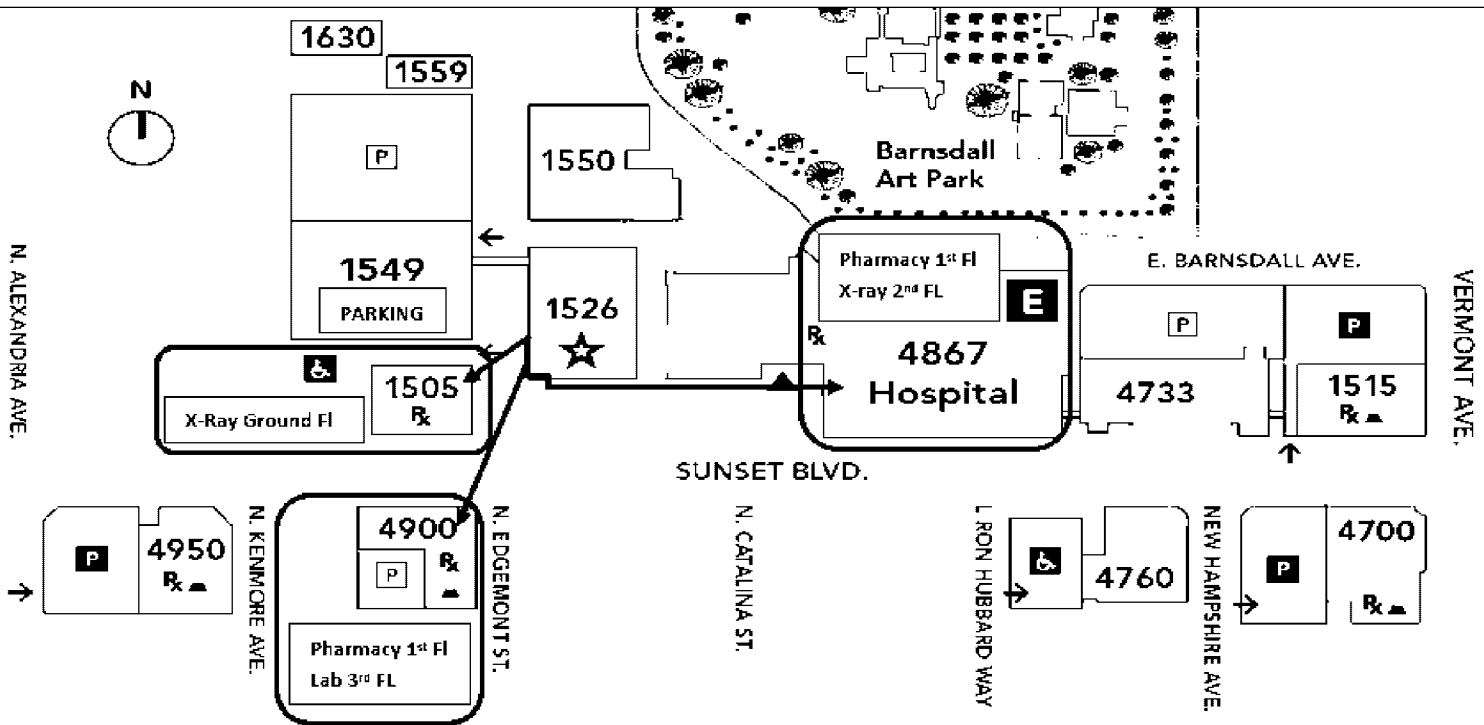 1630
1559
N
P
1550
Barnsdall
Art Park
1549
PARKING
1526
Pharmacy 1st Fl
X-ray 2nd FL
E
Rx
4867
Hospital
E. BARNSDALL AVE.
P
P
4733
1515
Rx
VERMONT AVE.
N. ALEXANDRIA AVE.
X-Ray Ground Fl
1505
Rx
SUNSET BLVD.
P
4950
Rx
N. KENMORE AVE.
4900
P
Rx
Pharmacy 1st Fl
Lab 3rd FL
N. EDGEMONT ST.
N. CATALINA ST.
L RON HUBBARD WAY
4760
NEW HAMPSHIRE AVE.
P
4700
Rx